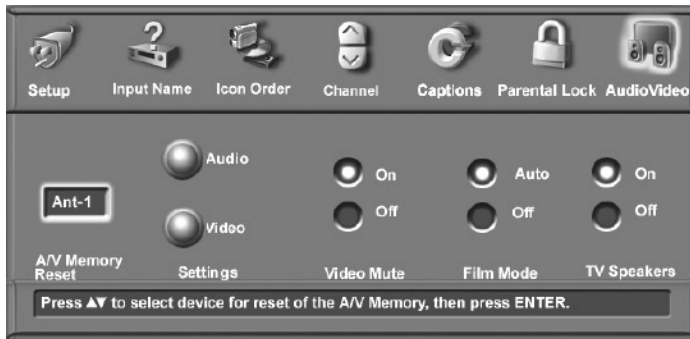 Setup
Input Name
Icon Order
Channel
Captions
Parental Lock
AudioVideo
Ant-1
A/V Memory
Reset
Audio
Video
Settings
On
Off
Video Mute
Auto
Off
Film Mode
On
Off
TV Speakers
Press ▲▼ to select device for reset of the A/V Memory, then press ENTER.